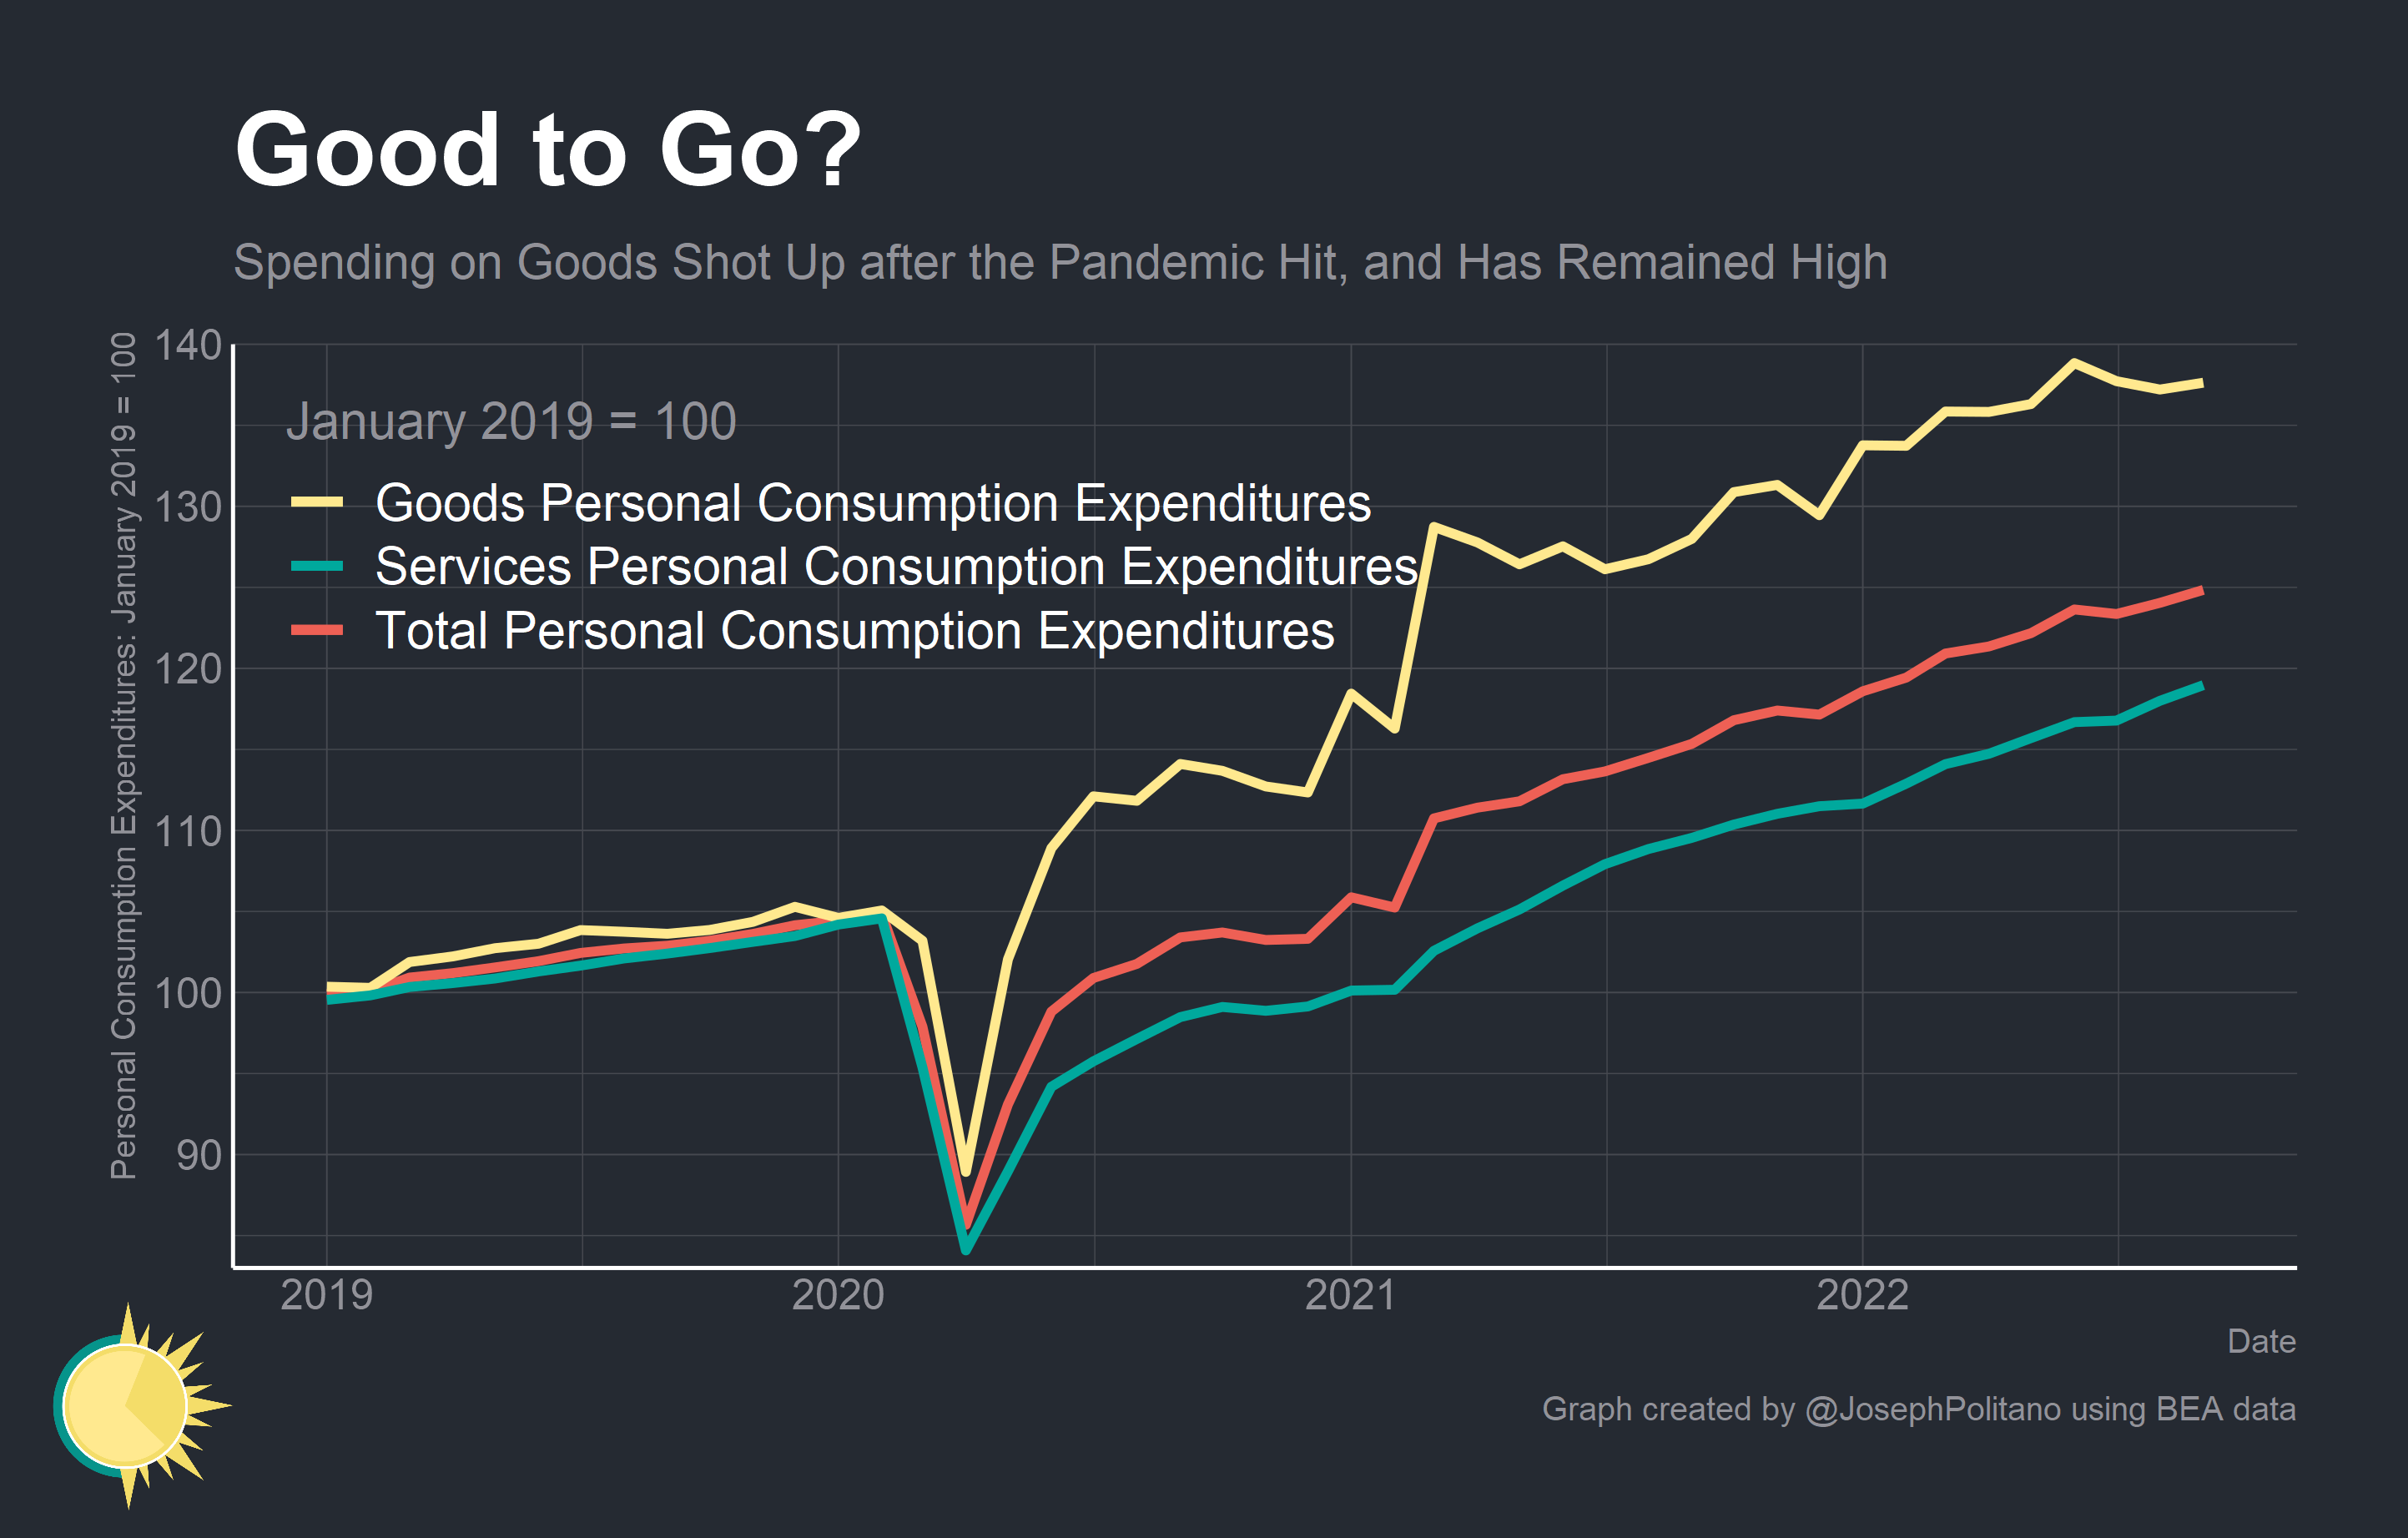 Good to Go?
Spending on Goods Shot Up after the Pandemic Hit, and Has Remained High
Personal Consumption Expenditures: January 2019 = 100
140
130
120
110
100
90
January 2019 = 100
Goods Personal Consumption Expenditures
Services Personal Consumption Expenditures
Total Personal Consumption Expenditures
2019 2020 2021 2022
Date
Graph created by @JosephPolitano using BEA data